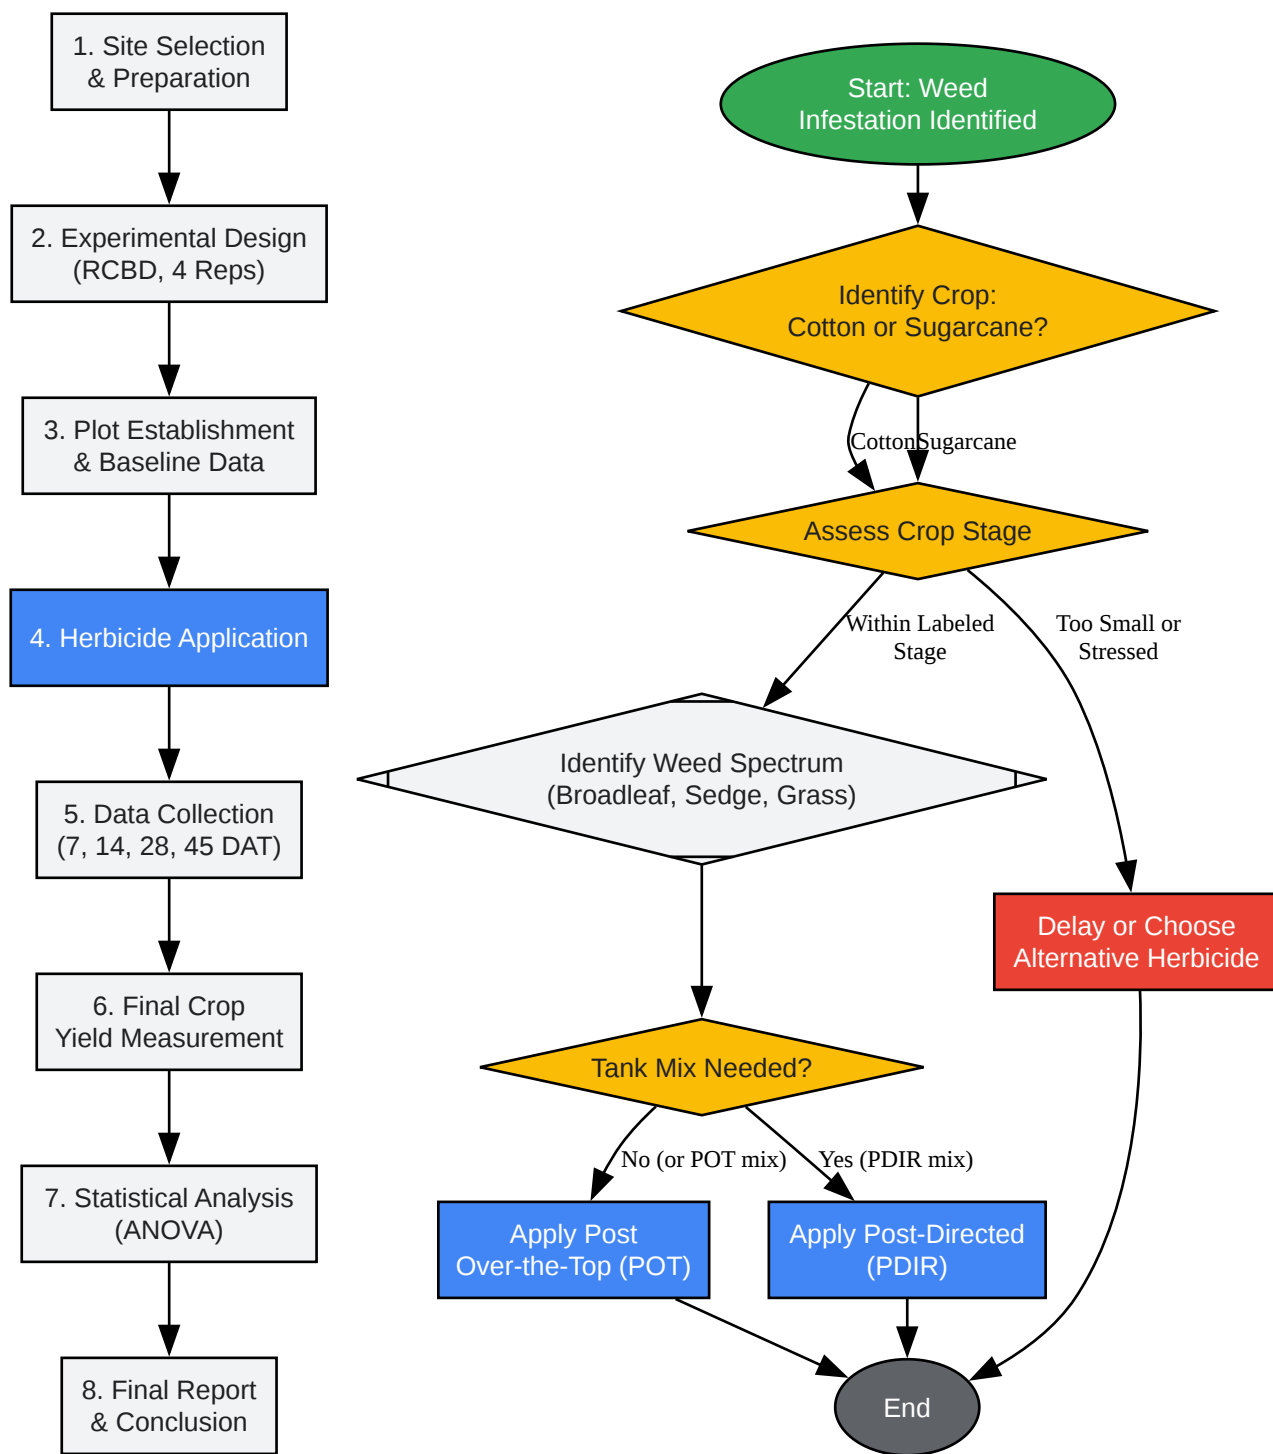 1. Site Selection
& Preparation
2. Experimental Design
(RCBD, 4 Reps)
3. Plot Establishment
& Baseline Data
4. Herbicide Application
5. Data Collection
(7, 14, 28, 45 DAT)
6. Final Crop
Yield Measurement
7. Statistical Analysis
(ANOVA)
8. Final Report
& Conclusion
Start: Weed
Infestation Identified
Identify Crop:
Cotton or Sugarcane?
Cotton
Sugarcane
Assess Crop Stage
Within Labeled
Stage
Too Small or
Stressed
Identify Weed Spectrum
(Broadleaf, Sedge, Grass)
Delay or Choose
Alternative Herbicide
Tank Mix Needed?
No (or POT mix)
Yes (PDIR mix)
Apply Post
Over-the-Top (POT)
Apply Post-Directed
(PDIR)
End